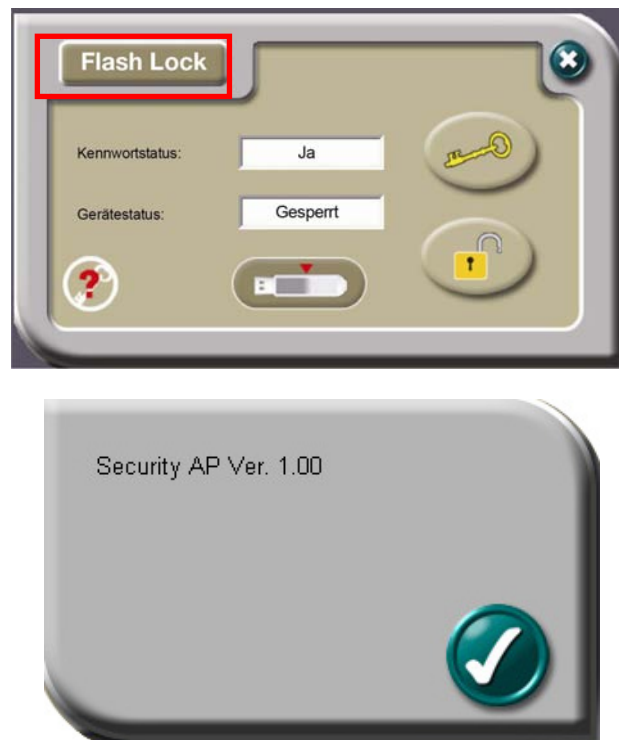 Flash Lock
Kennwortstatus: Ja
Gerätestatus: Gesperrt
?
Security AP Ver. 1.00